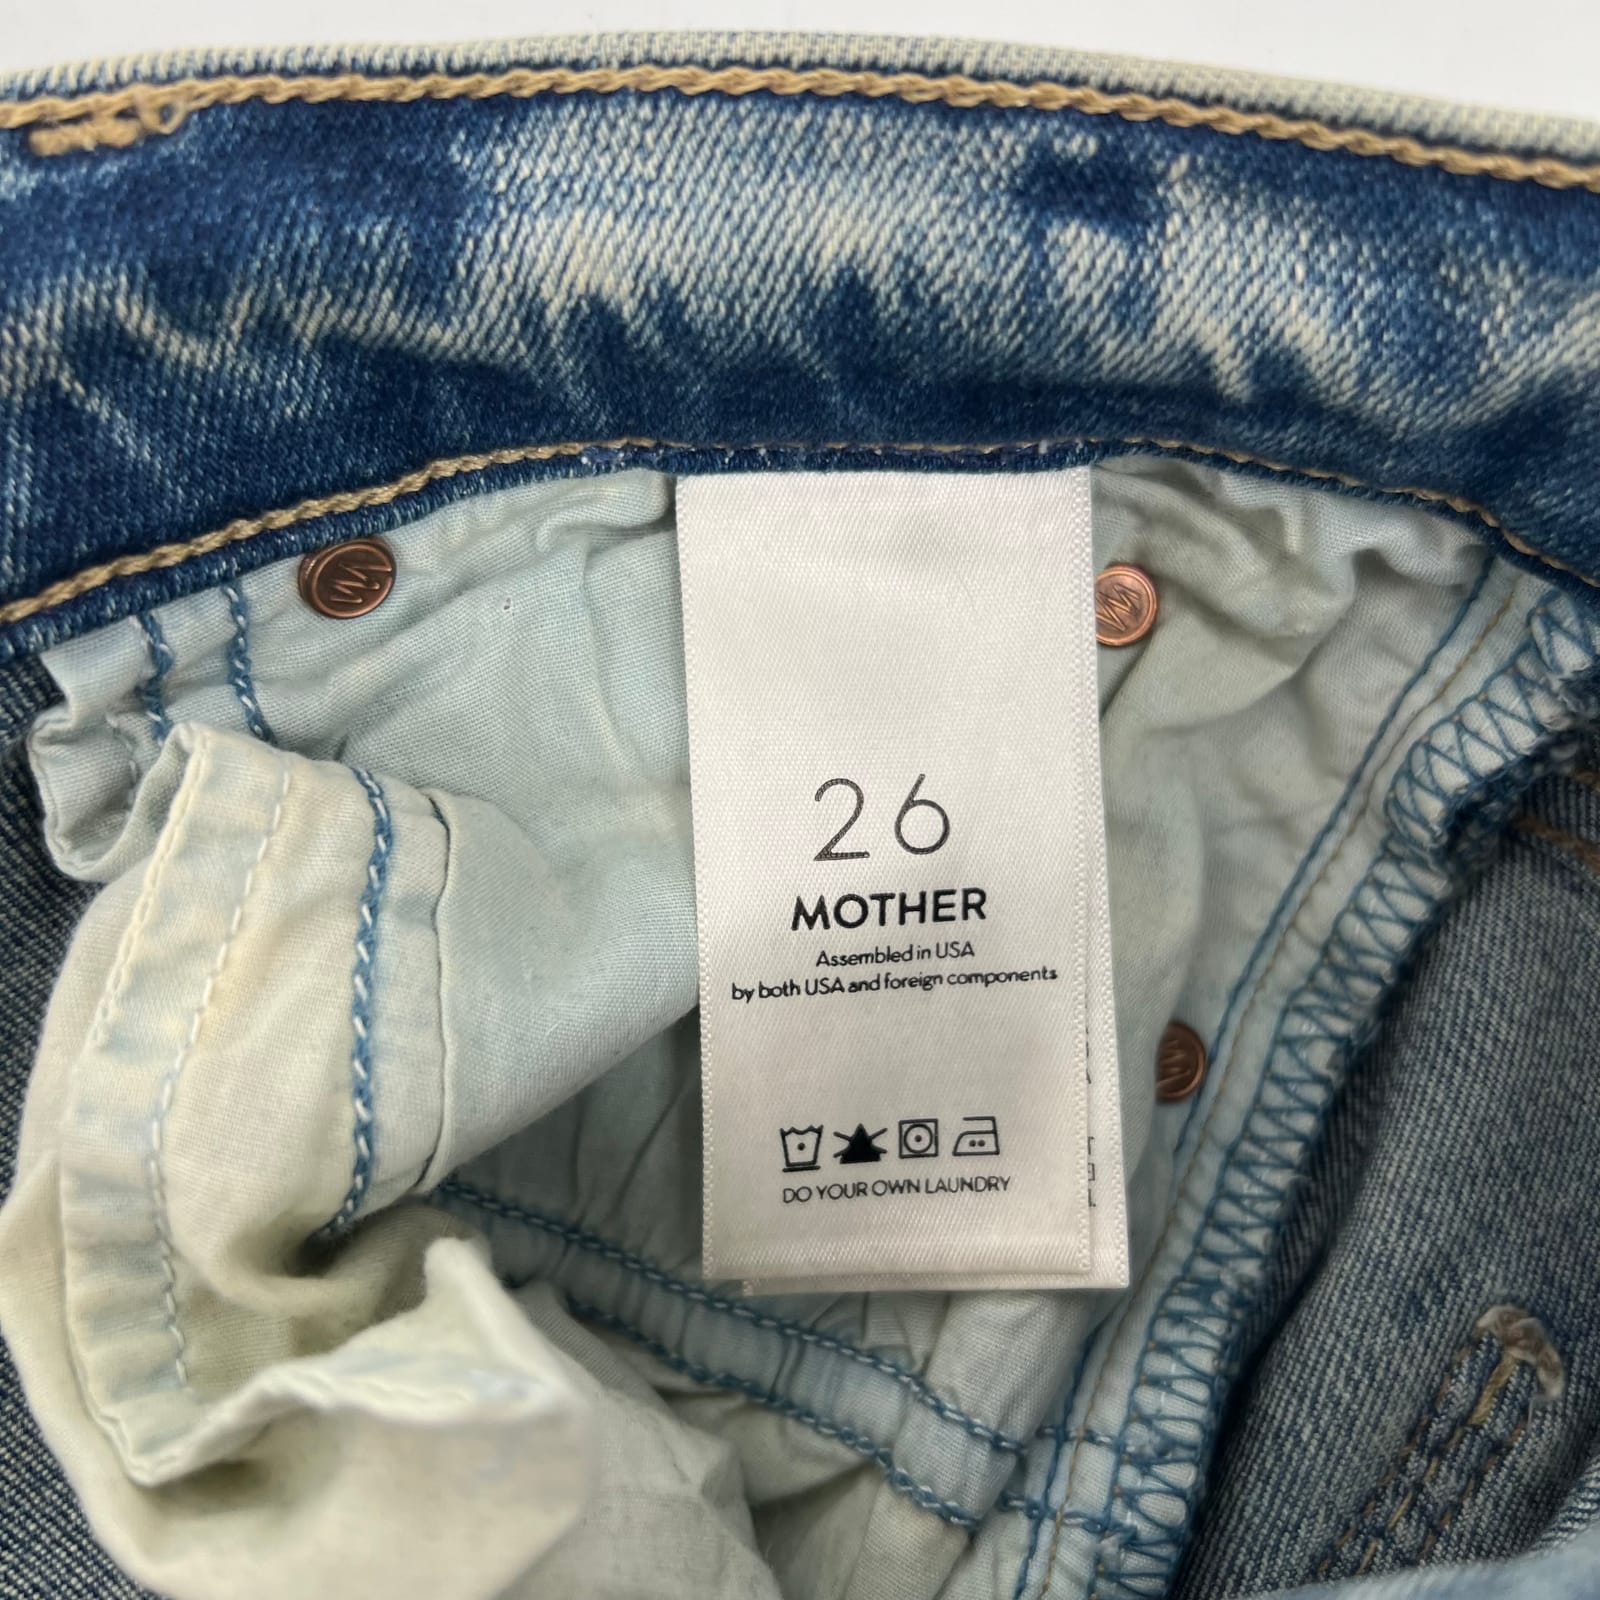 26
MOTHER
Assembled in USA
by both USA and foreign components
DO YOUR OWN LAUNDRY